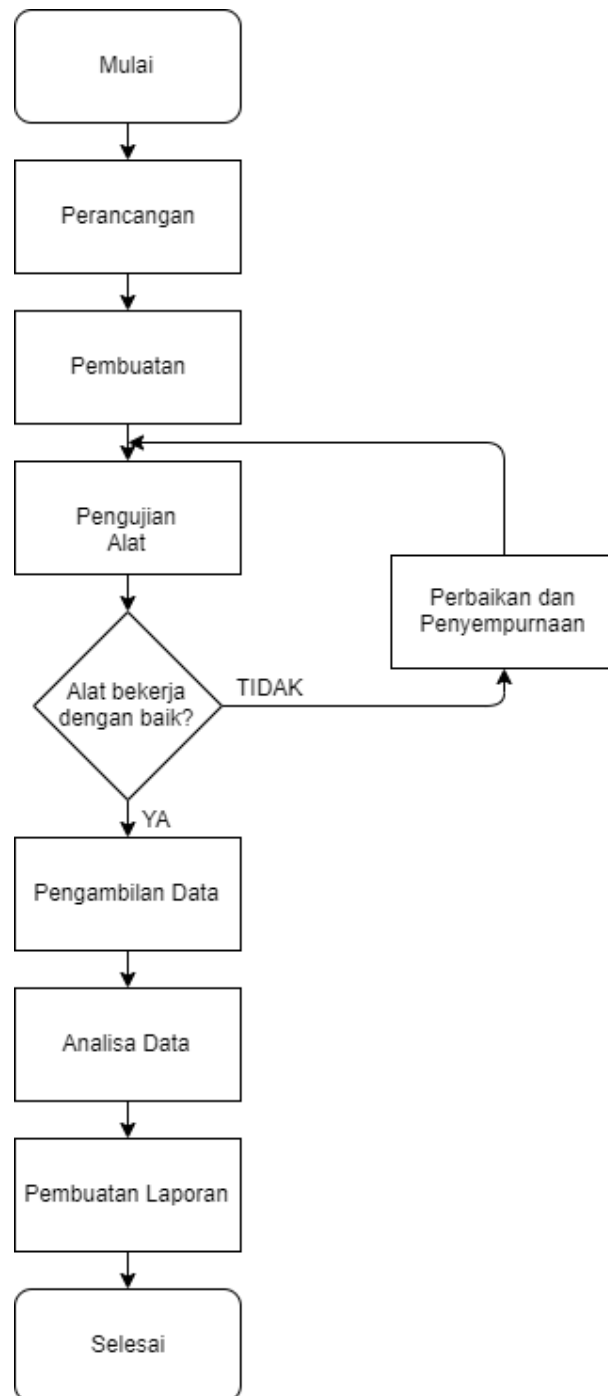 Mulai
Perancangan
Pembuatan
Pengujian
Alat
Perbaikan dan
Penyempurnaan
Alat bekerja
dengan baik?
TIDAK
YA
Pengambilan Data
Analisa Data
Pembuatan Laporan
Selesai